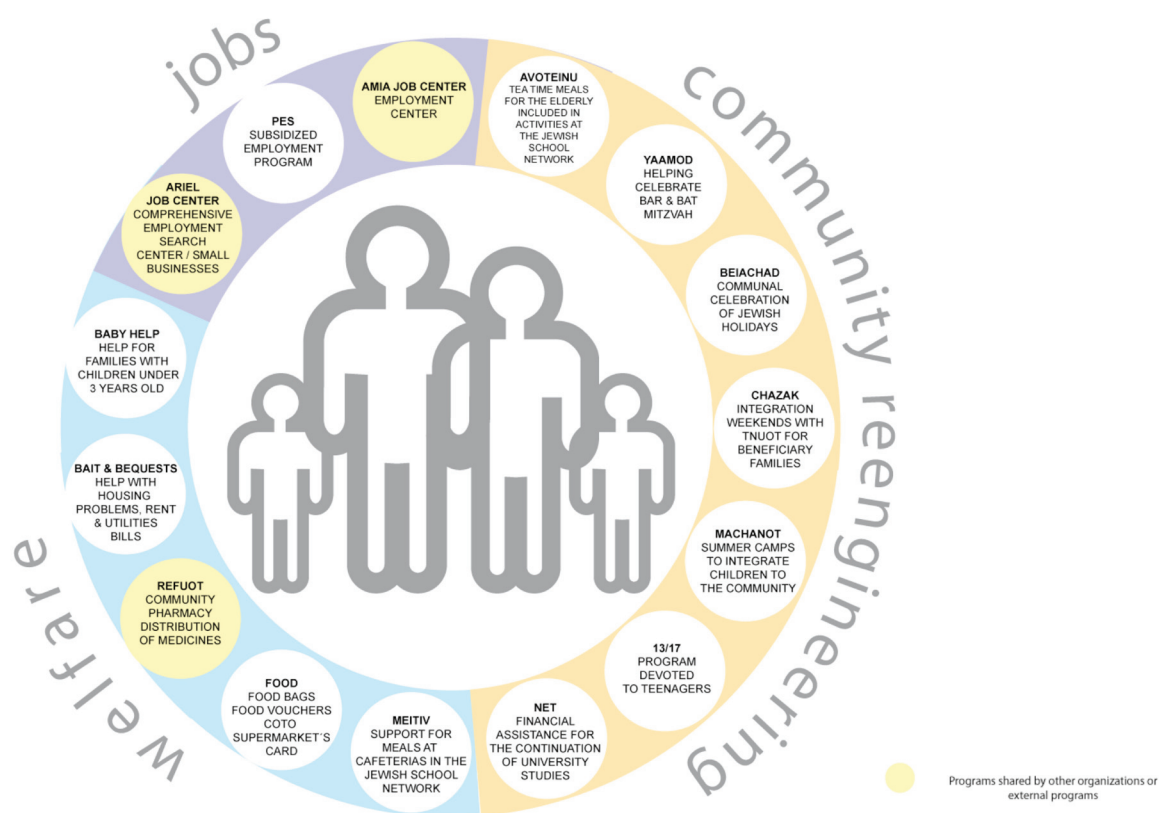 jobs
community reengineering
welfare
AMIA JOB CENTER
EMPLOYMENT
CENTER
AVOTEINU
TEA TIME MEALS
FOR THE ELDERLY
INCLUDED IN
ACTIVITIES AT
THE JEWISH
SCHOOL
NETWORK
YAAMOD
HELPING
CELEBRATE
BAR & BAT
MITZVAH
BEIACHAD
COMMUNAL
CELEBRATION
OF JEWISH
HOLIDAYS
CHAZAK
INTEGRATION
WEEKENDS WITH
TNUOT FOR
BENEFICIARY
FAMILIES
MACHANOT
SUMMER CAMPS
TO INTEGRATE
CHILDREN TO
THE COMMUNITY
13/17
PROGRAM
DEVOTED
TO TEENAGERS
NET
FINANCIAL
ASSISTANCE FOR
THE CONTINUATION
OF UNIVERSITY
STUDIES
MEITIV
SUPPORT FOR
MEALS AT
CAFETERIAS IN THE
JEWISH SCHOOL
NETWORK
FOOD
FOOD BAGS
FOOD VOUCHERS
COTO
SUPERMARKET´S
CARD
REFUOT
COMMUNITY
PHARMACY
DISTRIBUTION
OF MEDICINES
BAIT & BEQUESTS
HELP WITH
HOUSING
PROBLEMS, RENT
& UTILITIES
BILLS
BABY HELP
HELP FOR
FAMILIES WITH
CHILDREN UNDER
3 YEARS OLD
ARIEL
JOB CENTER
COMPREHENSIVE
EMPLOYMENT
SEARCH
CENTER / SMALL
BUSINESSES
PES
SUBSIDIZED
EMPLOYMENT
PROGRAM
Programs shared by other organizations or
external programs